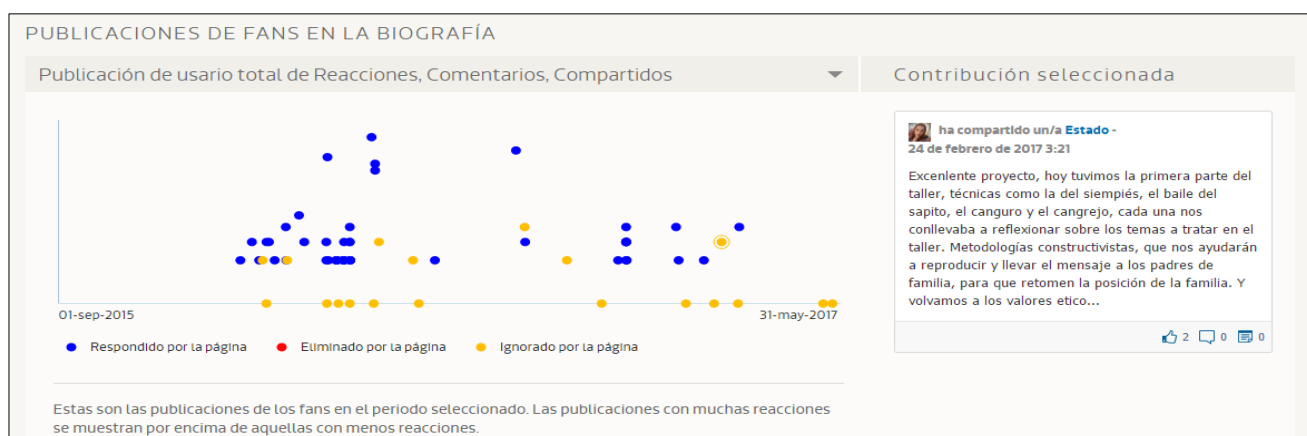 PUBLICACIONES DE FANS EN LA BIOGRAFÍA
Publicación de usario total de Reacciones, Comentarios, Compartidos
01-sep-2015
31-may-2017
Respondido por la página
Eliminado por la página
Ignorado por la página
Estas son las publicaciones de los fans en el periodo seleccionado. Las publicaciones con muchas reacciones
se muestran por encima de aquellas con menos reacciones.
Contribución seleccionada
ha compartido un/a Estado -
24 de febrero de 2017 3:21
Excenlente proyecto, hoy tuvimos la primera parte del
taller, técnicas como la del siempiés, el baile del
sapito, el canguro y el cangrejo, cada una nos
conllevaba a reflexionar sobre los temas a tratar en el
taller. Metodologías constructivistas, que nos ayudarán
a reproducir y llevar el mensaje a los padres de
familia, para que retomen la posición de la familia. Y
volvamos a los valores etico...
2 0 0